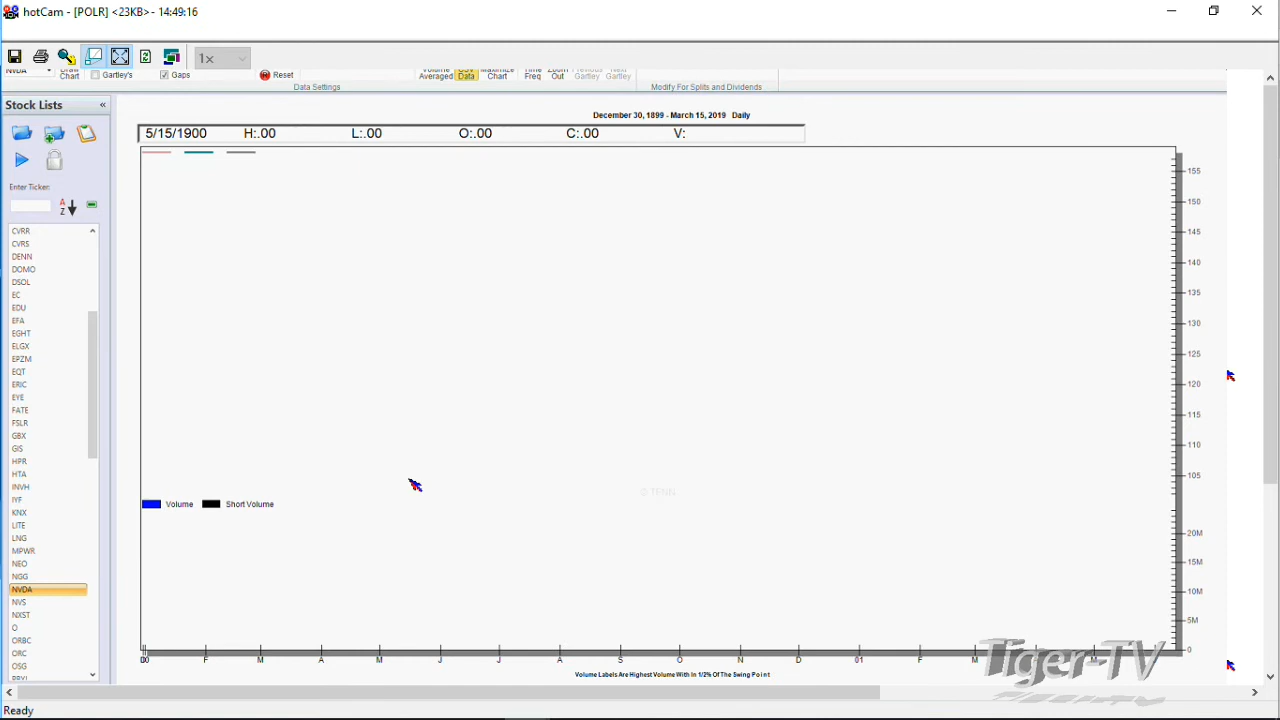 hotCam - [POLR] <23KB> - 14:49:16
1x
NVDA
Chart
Gartley's
Gaps
Reset
Averaged
Data
Chart
Freq
Out
Gartley
Gartley
Data Settings
Modify For Splits and Dividends
Stock Lists «
December 30, 1899 - March 15, 2019 Daily
5/15/1900 H:.00 L:.00 O:.00 C:.00 V:
Enter Ticker:
A
Z
CVRR
CVRS
DENN
DOMO
DSOL
EC
EDU
EFA
EGHT
ELGX
EPZM
EQT
ERIC
EYE
FATE
FSLR
GBX
GIS
HPR
HTA
INVH
IYF
KNX
LITE
LNG
MPWR
NEO
NGG
NVDA
NVS
NXST
O
ORBC
ORC
OSG
155
150
145
140
135
130
125
120
115
110
105
© TFNN
Volume Short Volume
20M
15M
10M
5M
0
F M A M J J A S O N D 01 F M
Tiger-TV
Volume Labels Are Highest Volume With In 1/2% Of The Swing Point
Ready